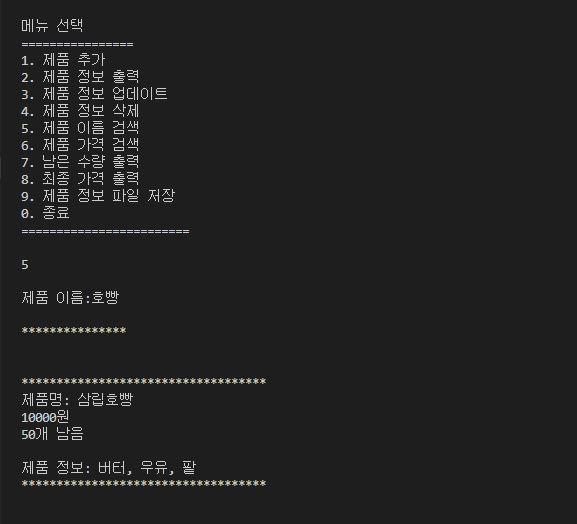 메뉴 선택
================
1. 제품 추가
2. 제품 정보 출력
3. 제품 정보 업데이트
4. 제품 정보 삭제
5. 제품 이름 검색
6. 제품 가격 검색
7. 남은 수량 출력
8. 최종 가격 출력
9. 제품 정보 파일 저장
0. 종료
========================
5
제품 이름:호빵
***************
***********************************
제품명: 삼립호빵
10000원
50개 남음
제품 정보: 버터, 우유, 팥
***********************************